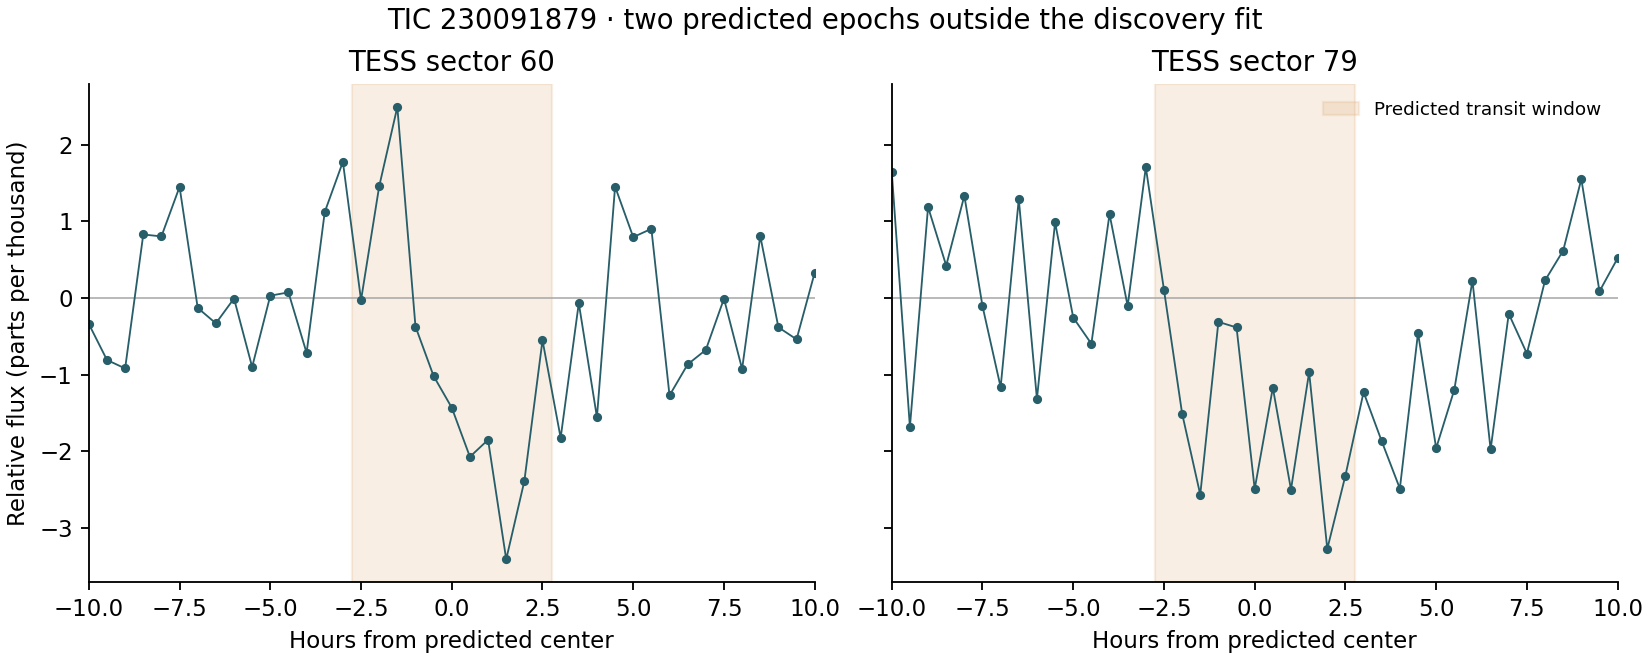 TIC 230091879 · two predicted epochs outside the discovery fit
TESS sector 60
TESS sector 79
Relative flux (parts per thousand)
2
1
0
−1
−2
−3
Predicted transit window
−10.0 −7.5 −5.0 −2.5 0.0 2.5 5.0 7.5 10.0
−10.0 −7.5 −5.0 −2.5 0.0 2.5 5.0 7.5 10.0
Hours from predicted center
Hours from predicted center